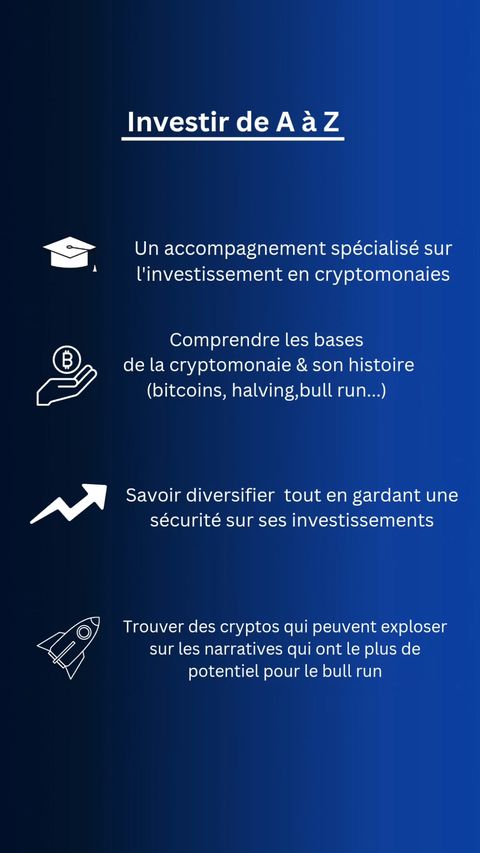 Investir de A à Z
Un accompagnement spécialisé sur
l'investissement en cryptomonaies
Comprendre les bases
de la cryptomonaie & son histoire
(bitcoins, halving,bull run...)
Savoir diversifier  tout en gardant une
sécurité sur ses investissements
Trouver des cryptos qui peuvent exploser
sur les narratives qui ont le plus de
potentiel pour le bull run